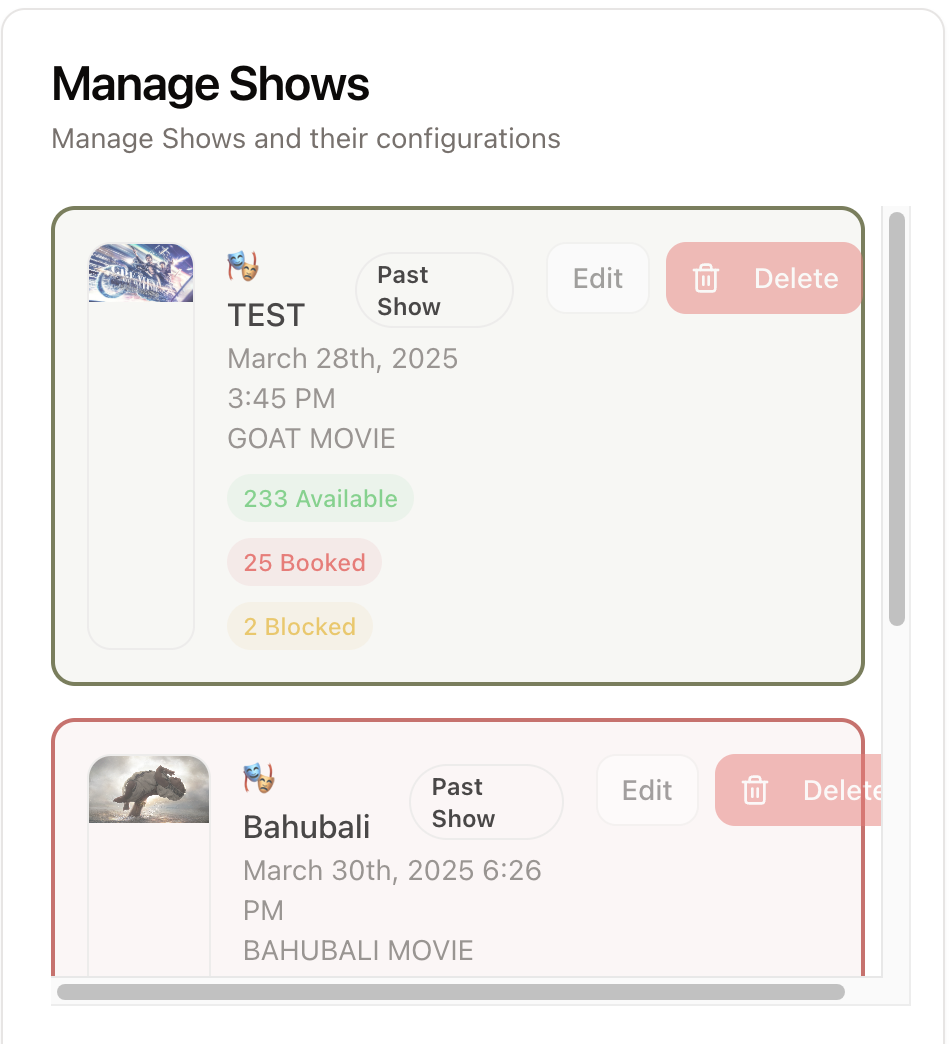 Manage Shows
Manage Shows and their configurations
🎭
TEST
Past
Show
Edit
Delete
March 28th, 2025
3:45 PM
GOAT MOVIE
233 Available
25 Booked
2 Blocked
🎭
Bahubali
Past
Show
Edit
Delete
March 30th, 2025 6:26
PM
BAHUBALI MOVIE